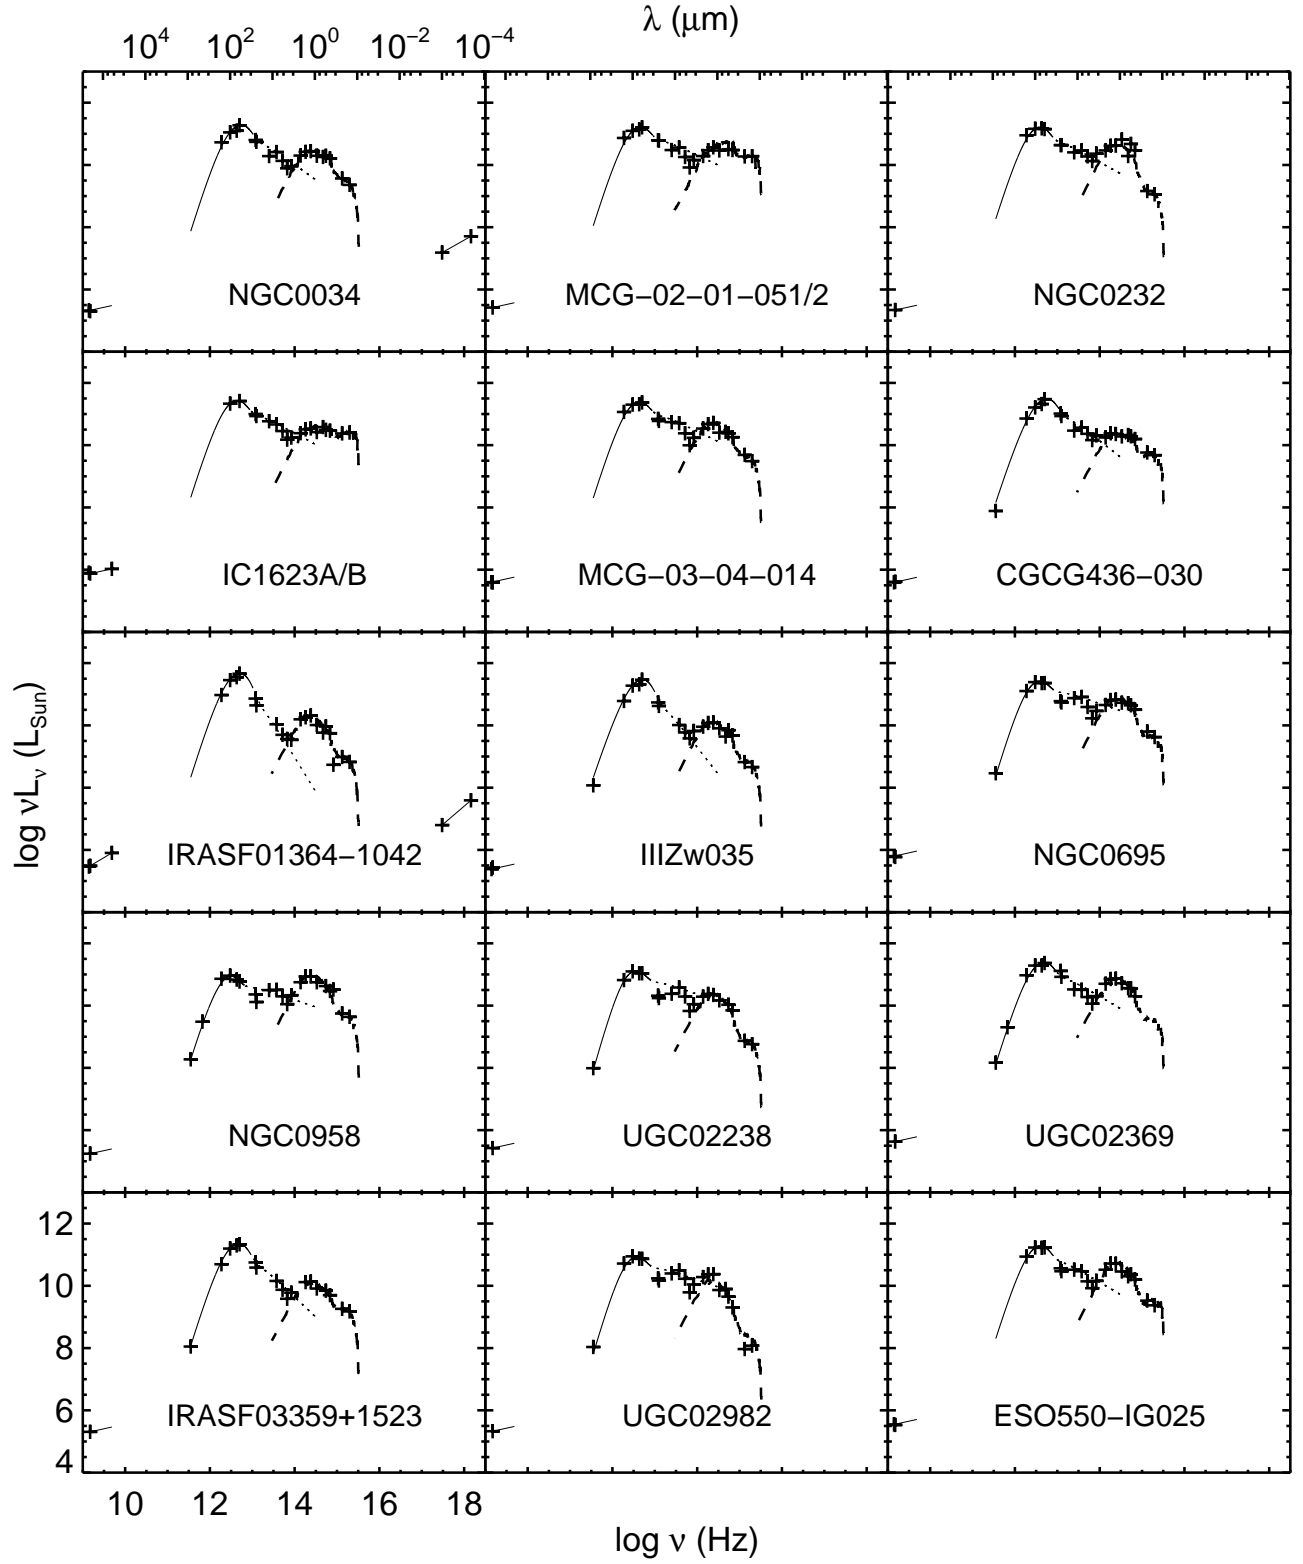 λ (μm)
10^4 10^2 10^0 10^−2 10^−4
NGC0034 MCG−02−01−051/2 NGC0232
IC1623A/B MCG−03−04−014 CGCG436−030
log νL_ν (L_Sun)
IRASF01364−1042 IIIZw035 NGC0695
NGC0958 UGC02238 UGC02369
12
10
8
6
IRASF03359+1523 UGC02982 ESO550−IG025
4
10 12 14 16 18
log ν (Hz)